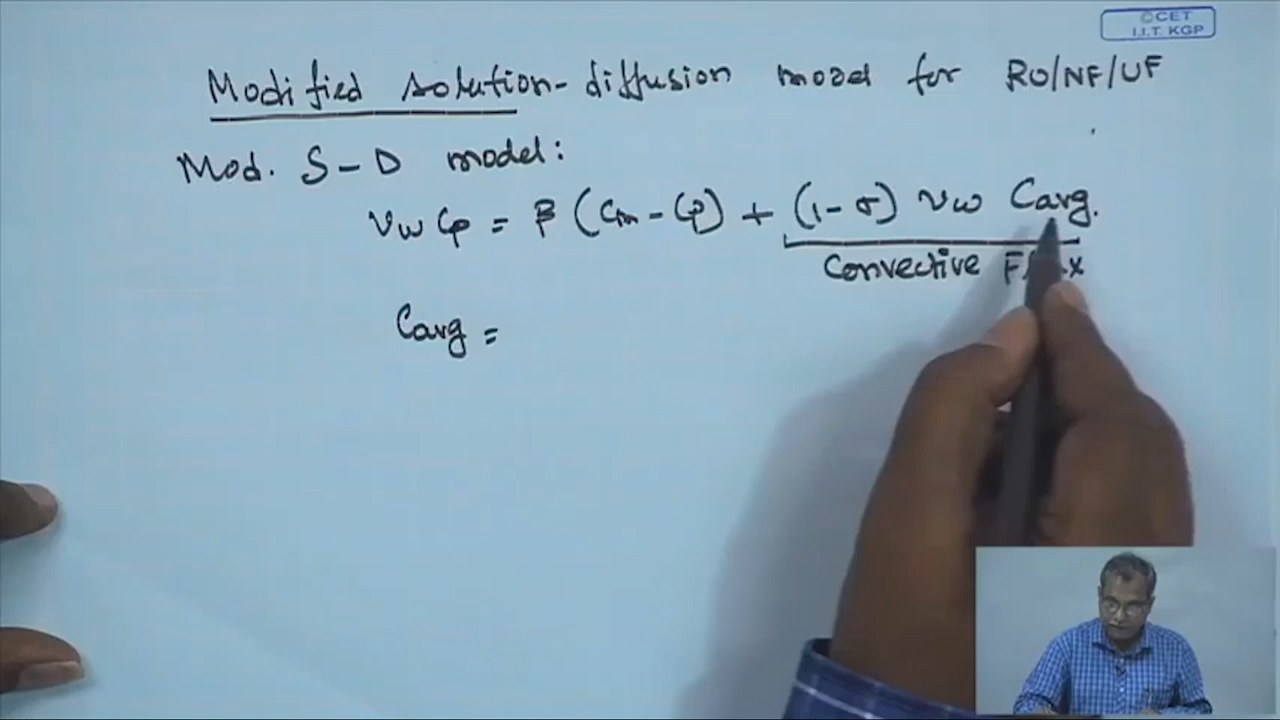 ©CET
I.I.T. KGP
Modified solution-diffusion model for RO/NF/UF
Mod. S-D model:
vw Cp = B (Cm - Cp) + (1-σ) vw Cavg.
Convective
Cavg =